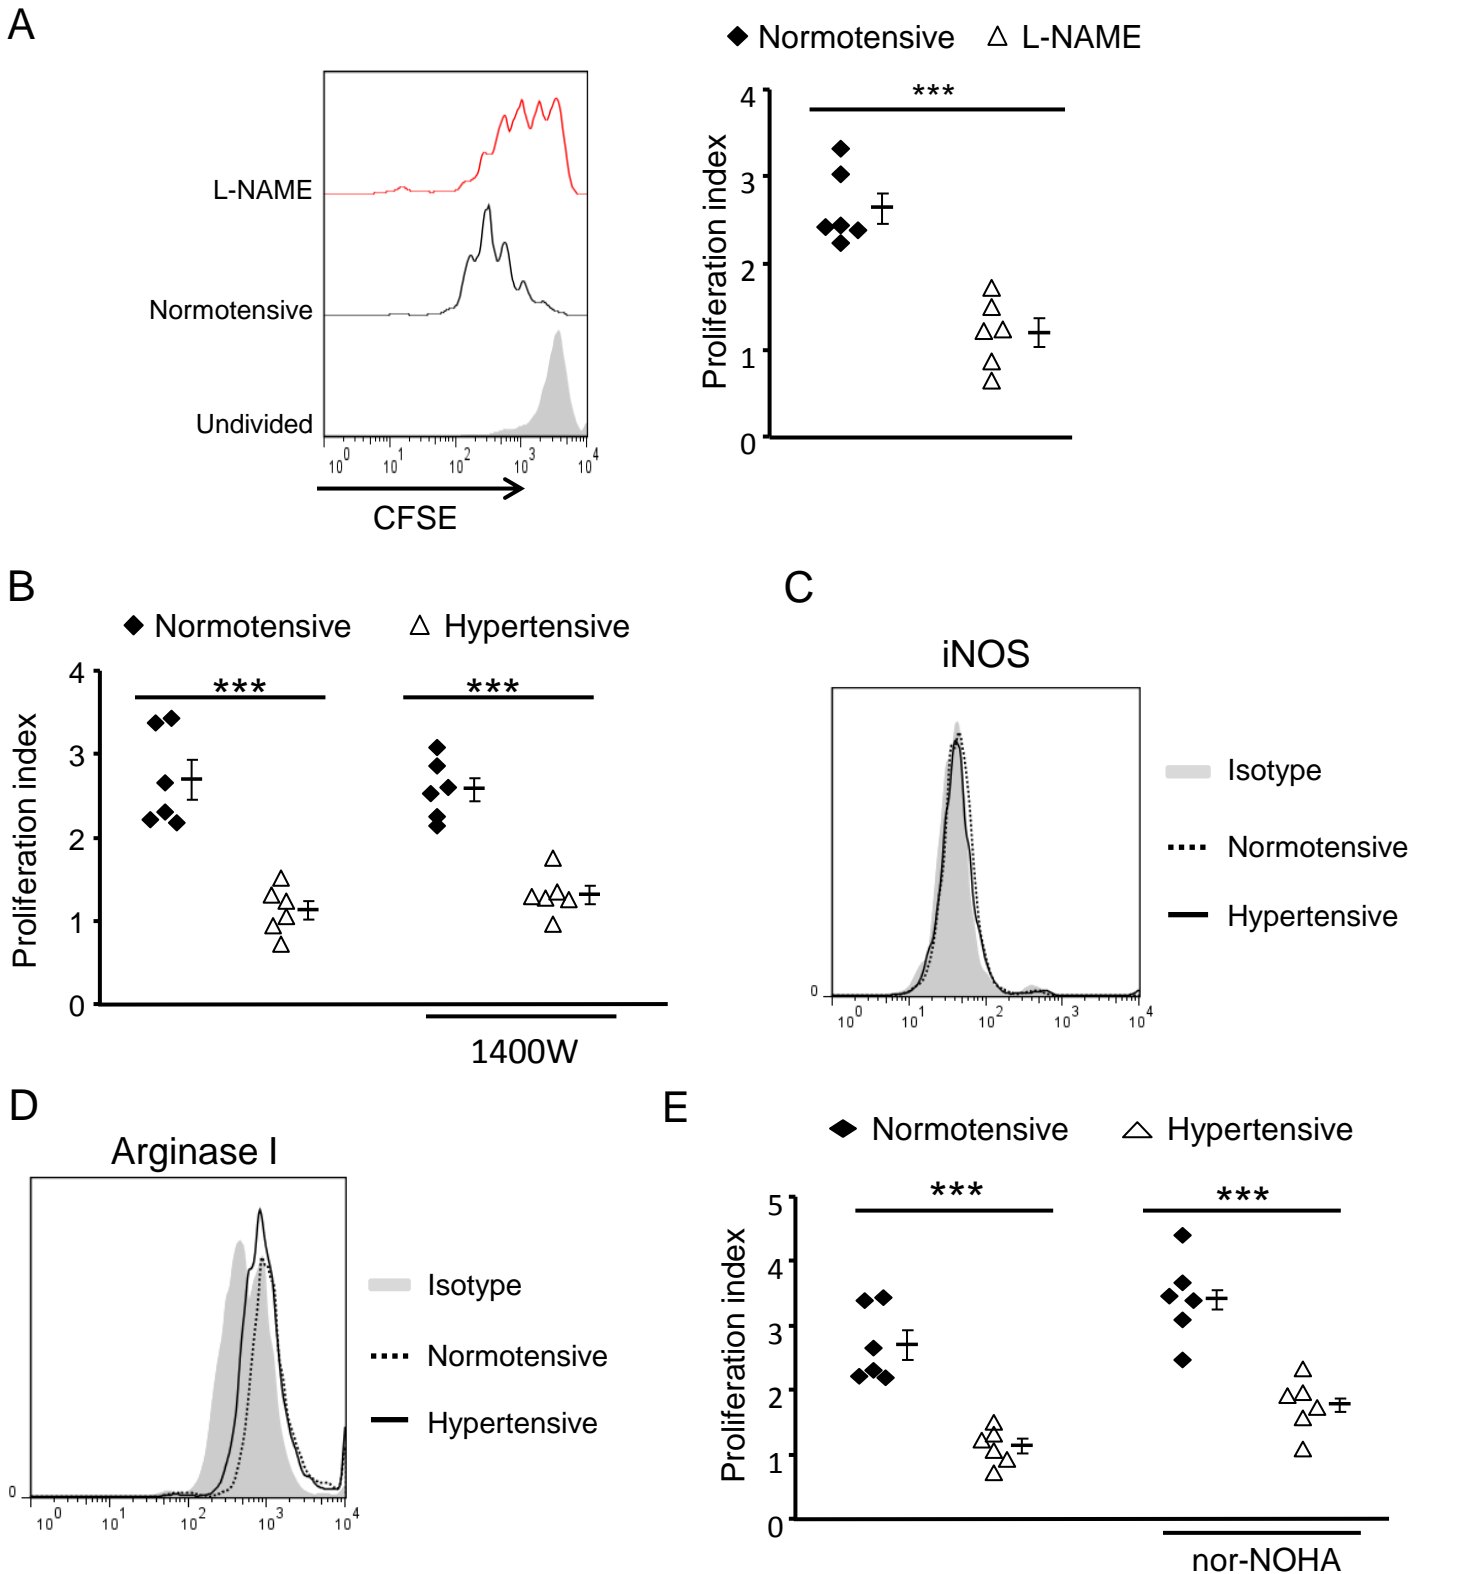 A
Normotensive L-NAME
***
4
3
2
1
0
Proliferation index
L-NAME
Normotensive
Undivided
10^0 10^1 10^2 10^3 10^4
CFSE
B
Normotensive Hypertensive
*** ***
4
3
2
1
0
Proliferation index
1400W
C
iNOS
0
10^0 10^1 10^2 10^3 10^4
Isotype
Normotensive
Hypertensive
D
Arginase I
0
10^0 10^1 10^2 10^3 10^4
Isotype
Normotensive
Hypertensive
E
Normotensive Hypertensive
*** ***
5
4
3
2
1
0
Proliferation index
nor-NOHA